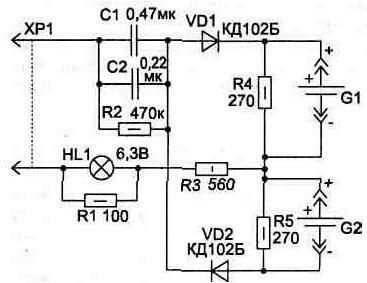 C1 0,47мк
VD1
КД102Б
XP1
C2
0,22
мк
+
R4
270
+
G1
-
R2 470к
HL1
6,3В
R3 560
R1 100
R5
270
+
+
G2
-
VD2
КД102Б